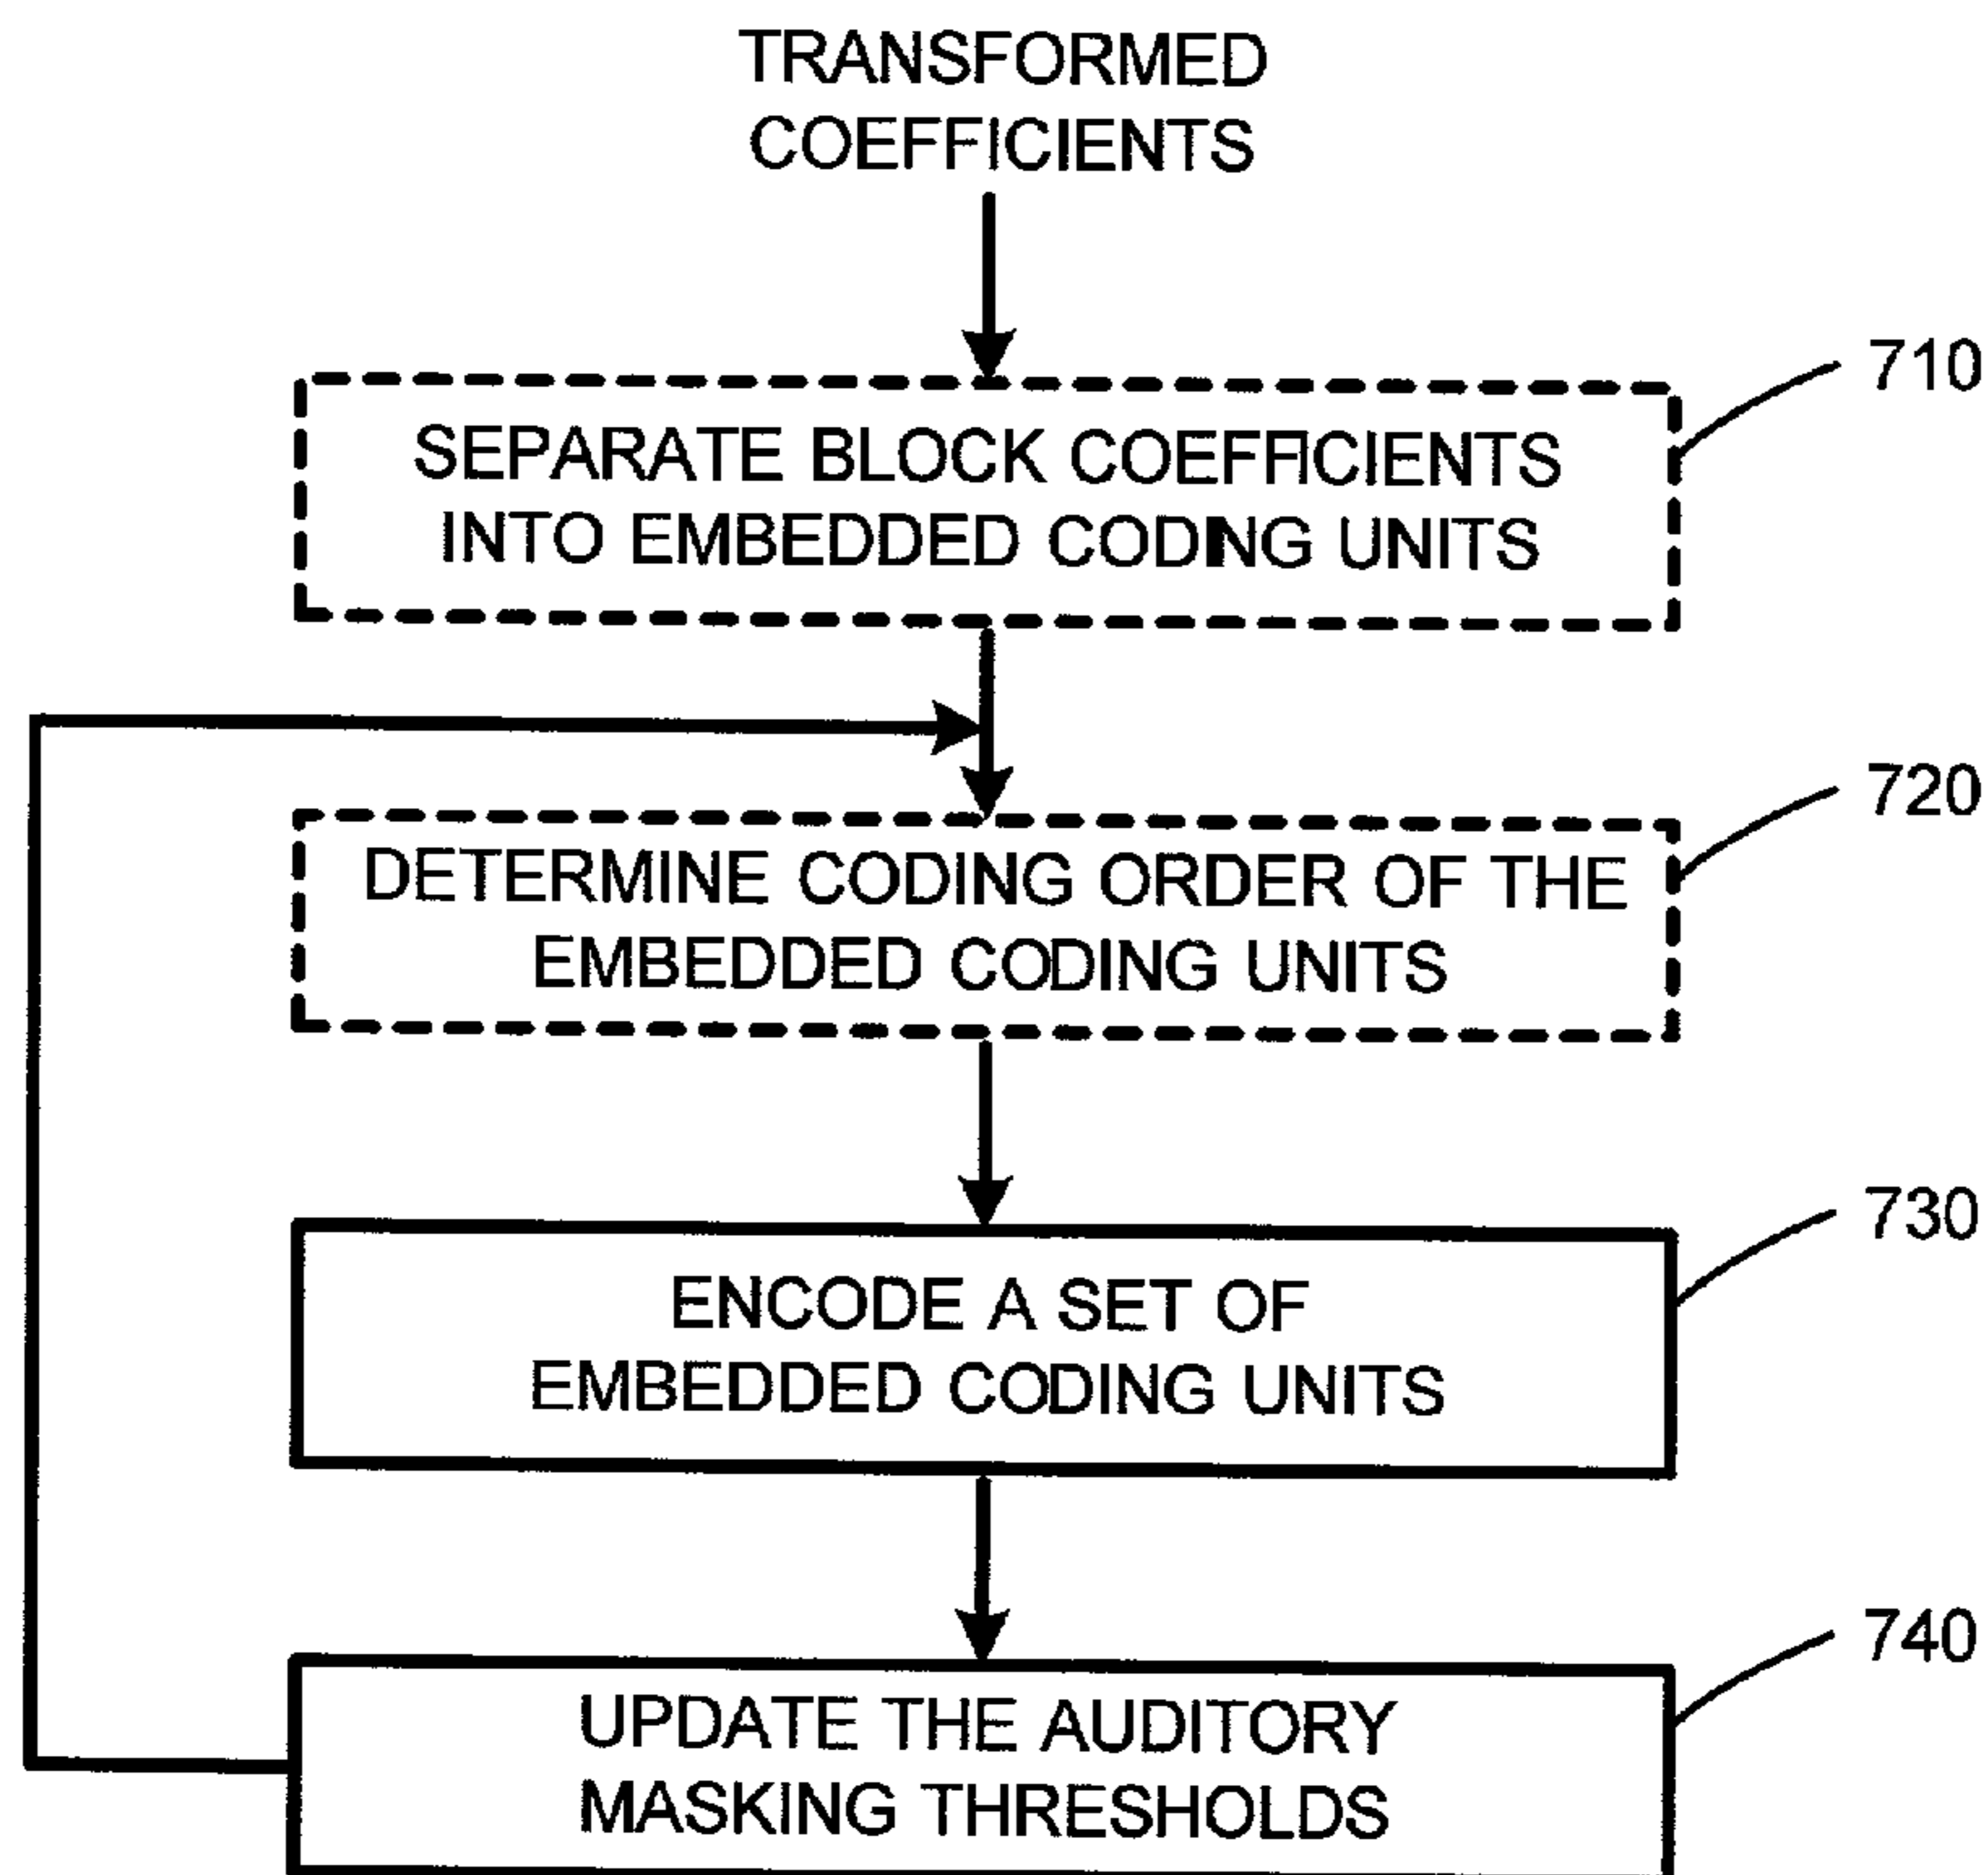 TRANSFORMED
COEFFICIENTS
710
SEPARATE BLOCK COEFFICIENTS
INTO EMBEDDED CODING UNITS
720
DETERMINE CODING ORDER OF THE
EMBEDDED CODING UNITS
730
ENCODE A SET OF
EMBEDDED CODING UNITS
740
UPDATE THE AUDITORY
MASKING THRESHOLDS